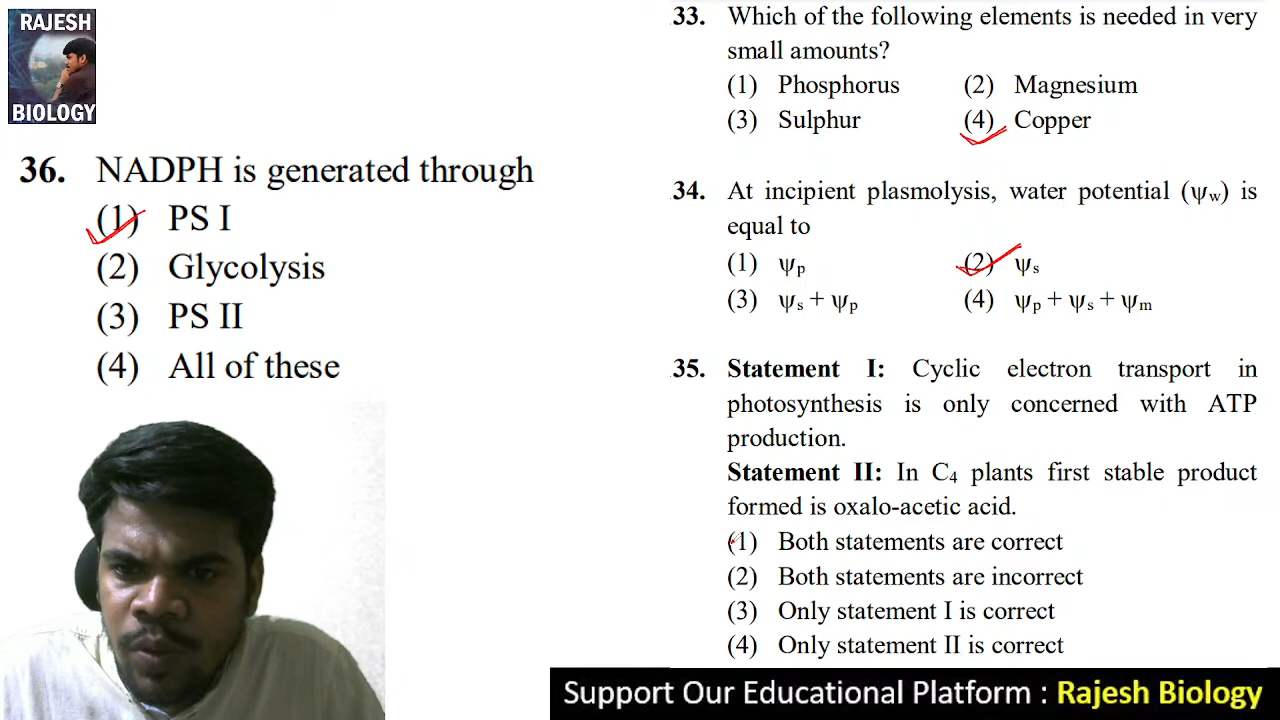 RAJESH
BIOLOGY
36. NADPH is generated through
(1) PS I
(2) Glycolysis
(3) PS II
(4) All of these
33. Which of the following elements is needed in very
small amounts?
(1) Phosphorus (2) Magnesium
(3) Sulphur (4) Copper
34. At incipient plasmolysis, water potential (ψw) is
equal to
(1) ψp (2) ψs
(3) ψs + ψp (4) ψp + ψs + ψm
35. Statement I: Cyclic electron transport in
photosynthesis is only concerned with ATP
production.
Statement II: In C4 plants first stable product
formed is oxalo-acetic acid.
(1) Both statements are correct
(2) Both statements are incorrect
(3) Only statement I is correct
(4) Only statement II is correct
Support Our Educational Platform : Rajesh Biology